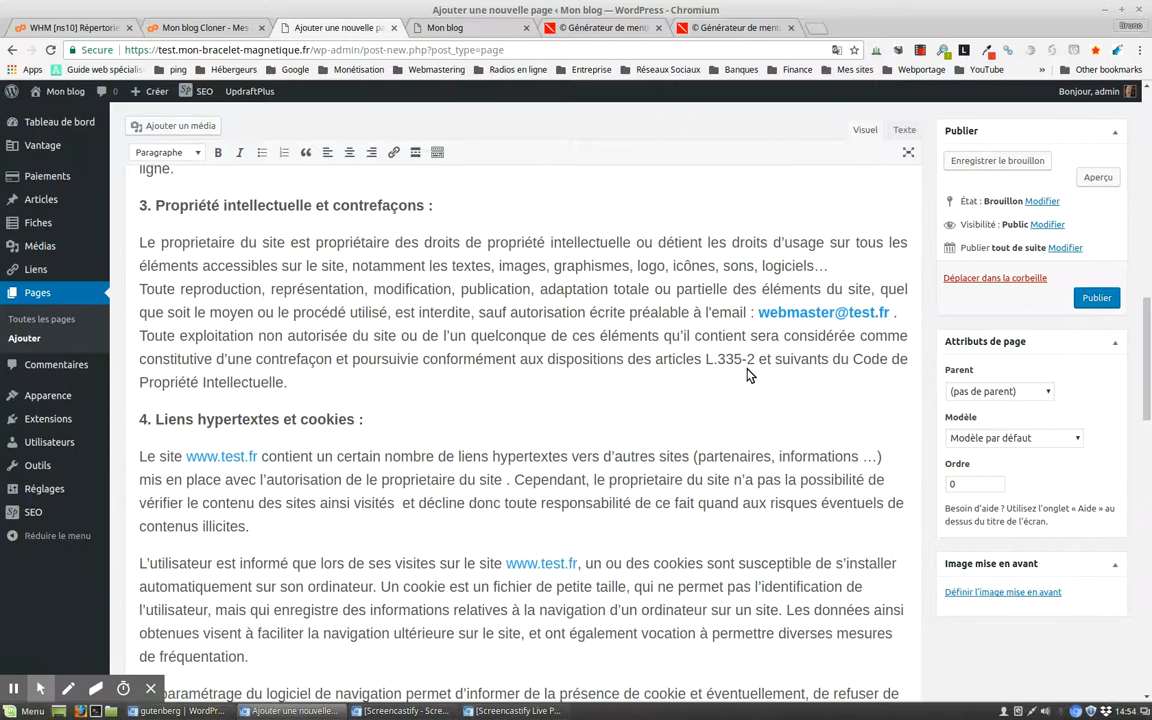 Ajouter une nouvelle page ‹ Mon blog — WordPress - Chromium
WHM [ns10] Répertorie
Mon blog Cloner - Mes
Ajouter une nouvelle pa
Mon blog
© Générateur de menti
© Générateur de menti
Bruno
Secure
https://test.mon-bracelet-magnetique.fr/wp-admin/post-new.php?post_type=page
Apps
Guide web spécialis
ping
Hébergeurs
Google
Monétisation
Webmastering
Radios en ligne
Entreprise
Réseaux Sociaux
Banques
Finance
Mes sites
Webportage
YouTube
»
Other bookmarks
Mon blog
0
Créer
SEO
UpdraftPlus
Bonjour, admin
Tableau de bord
Vantage
Paiements
Articles
Fiches
Médias
Liens
Pages
Toutes les pages
Ajouter
Commentaires
Apparence
Extensions
Utilisateurs
Outils
Réglages
SEO
Réduire le menu
Ajouter un média
Visuel
Texte
Paragraphe
ligne.
3. Propriété intellectuelle et contrefaçons :
Le proprietaire du site est propriétaire des droits de propriété intellectuelle ou détient les droits d’usage sur tous les
éléments accessibles sur le site, notamment les textes, images, graphismes, logo, icônes, sons, logiciels…
Toute reproduction, représentation, modification, publication, adaptation totale ou partielle des éléments du site, quel
que soit le moyen ou le procédé utilisé, est interdite, sauf autorisation écrite préalable à l'email : webmaster@test.fr .
Toute exploitation non autorisée du site ou de l’un quelconque de ces éléments qu’il contient sera considérée comme
constitutive d’une contrefaçon et poursuivie conformément aux dispositions des articles L.335-2 et suivants du Code de
Propriété Intellectuelle.
4. Liens hypertextes et cookies :
Le site www.test.fr contient un certain nombre de liens hypertextes vers d’autres sites (partenaires, informations …)
mis en place avec l’autorisation de le proprietaire du site . Cependant, le proprietaire du site n’a pas la possibilité de
vérifier le contenu des sites ainsi visités  et décline donc toute responsabilité de ce fait quand aux risques éventuels de
contenus illicites.
L’utilisateur est informé que lors de ses visites sur le site www.test.fr, un ou des cookies sont susceptible de s’installer
automatiquement sur son ordinateur. Un cookie est un fichier de petite taille, qui ne permet pas l’identification de
l’utilisateur, mais qui enregistre des informations relatives à la navigation d’un ordinateur sur un site. Les données ainsi
obtenues visent à faciliter la navigation ultérieure sur le site, et ont également vocation à permettre diverses mesures
de fréquentation.
paramétrage du logiciel de navigation permet d’informer de la présence de cookie et éventuellement, de refuser de
Publier
Enregistrer le brouillon
Aperçu
État : Brouillon Modifier
Visibilité : Public Modifier
Publier tout de suite Modifier
Déplacer dans la corbeille
Publier
Attributs de page
Parent
(pas de parent)
Modèle
Modèle par défaut
Ordre
0
Besoin d’aide ? Utilisez l’onglet « Aide » au
dessus du titre de l’écran.
Image mise en avant
Définir l’image mise en avant
Menu
gutenberg | WordPr...
Ajouter une nouvelle...
[Screencastify - Scre...
[Screencastify Live P...
14:54